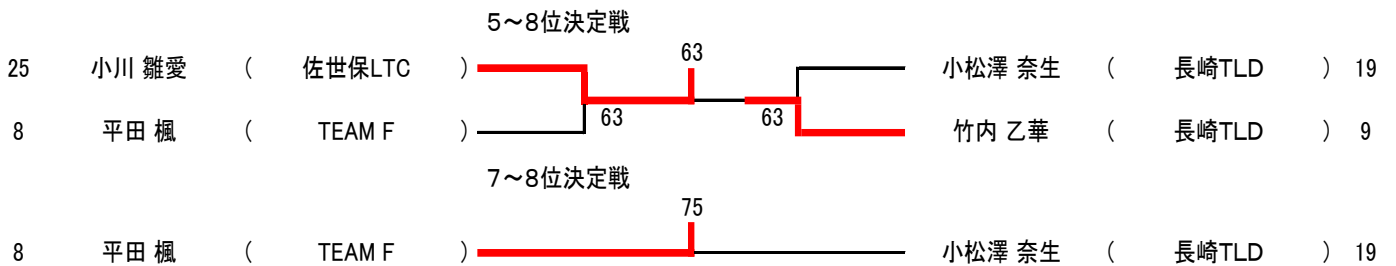 5～8位決定戦
63
25 小川 雛愛 ( 佐世保LTC ) 小松澤 奈生 ( 長崎TLD ) 19
63 63
8 平田 楓 ( TEAM F ) 竹内 乙華 ( 長崎TLD ) 9
7～8位決定戦
75
8 平田 楓 ( TEAM F ) 小松澤 奈生 ( 長崎TLD ) 19